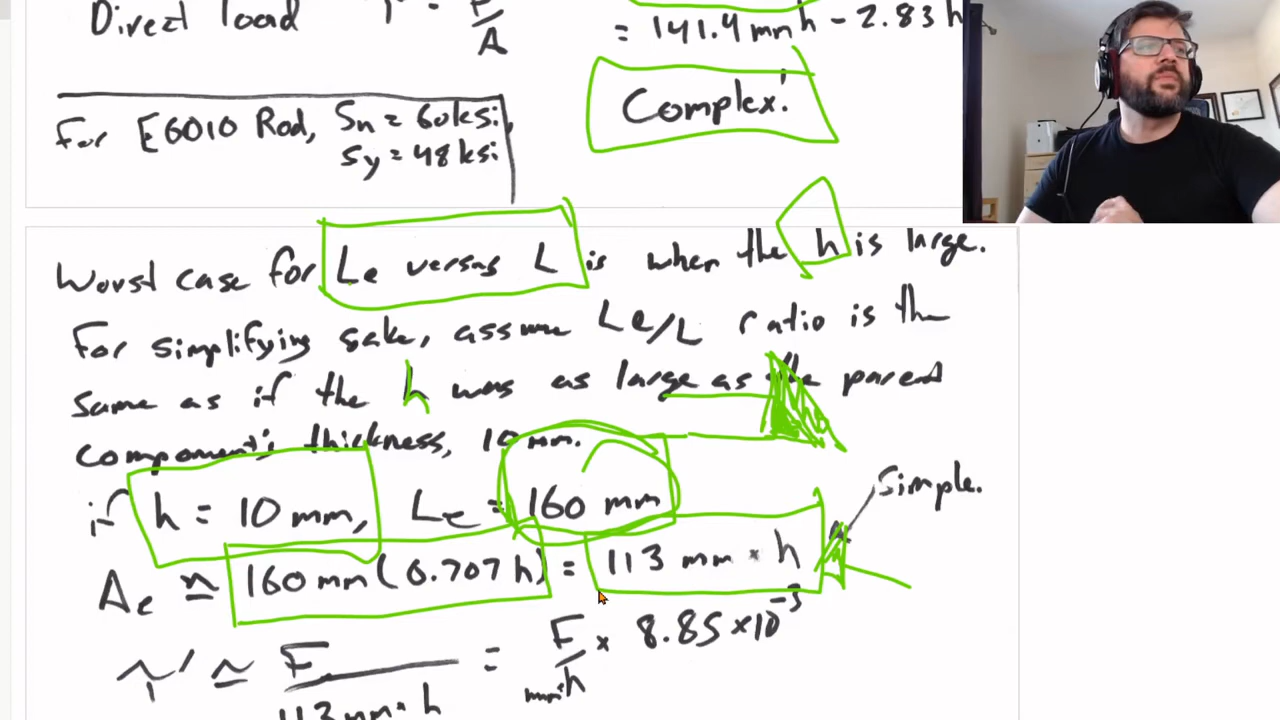 Direct load τ' = F/A
= 141.4 mm h - 2.83 h
Complex!
for E6010 Rod, Su = 60 ksi,
Sy = 48 ksi
Worst case for Le versus L is when the h is large.
For simplifying sake, assume Le/L ratio is the
same as if the h was as large as the parent
component's thickness, 10 mm.
if h = 10 mm, Le = 160 mm
simple.
Ae ≈ 160 mm (0.707 h) = 113 mm · h
τ' ≅ F / 113 mm · h = F / mm·h × 8.85 × 10⁻³